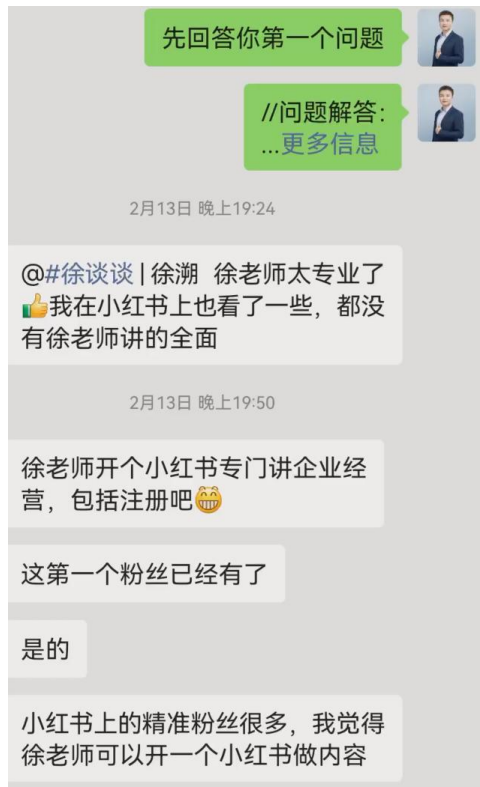 先回答你第一个问题
//问题解答:
...更多信息
2月13日 晚上19:24
@#徐谈谈 | 徐溯 徐老师太专业了
👍我在小红书上也看了一些，都没
有徐老师讲的全面
2月13日 晚上19:50
徐老师开个小红书专门讲企业经
营，包括注册吧😁
这第一个粉丝已经有了
是的
小红书上的精准粉丝很多，我觉得
徐老师可以开一个小红书做内容